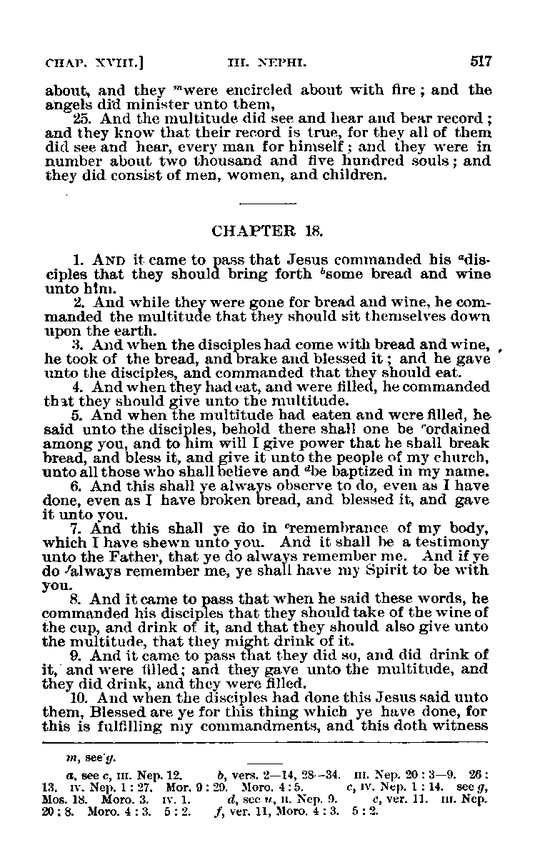 CHAP. XVIII.] III. NEPHI. 517
about, and they ᵐwere encircled about with fire; and the
angels did minister unto them,
25. And the multitude did see and hear and bear record;
and they know that their record is true, for they all of them
did see and hear, every man for himself; and they were in
number about two thousand and five hundred souls; and
they did consist of men, women, and children.
CHAPTER 18.
1. AND it came to pass that Jesus commanded his ᵃdis-
ciples that they should bring forth ᵇsome bread and wine
unto him.
2. And while they were gone for bread and wine, he com-
manded the multitude that they should sit themselves down
upon the earth.
3. And when the disciples had come with bread and wine,
he took of the bread, and brake and blessed it; and he gave
unto the disciples, and commanded that they should eat.
4. And when they had eat, and were filled, he commanded
that they should give unto the multitude.
5. And when the multitude had eaten and were filled, he
said unto the disciples, behold there shall one be ᶜordained
among you, and to him will I give power that he shall break
bread, and bless it, and give it unto the people of my church,
unto all those who shall believe and ᵈbe baptized in my name.
6. And this shall ye always observe to do, even as I have
done, even as I have broken bread, and blessed it, and gave
it unto you.
7. And this shall ye do in ᵉremembrance of my body,
which I have shewn unto you. And it shall be a testimony
unto the Father, that ye do always remember me. And if ye
do ᶠalways remember me, ye shall have my Spirit to be with
you.
8. And it came to pass that when he said these words, he
commanded his disciples that they should take of the wine of
the cup, and drink of it, and that they should also give unto
the multitude, that they might drink of it.
9. And it came to pass that they did so, and did drink of
it, and were filled; and they gave unto the multitude, and
they did drink, and they were filled.
10. And when the disciples had done this Jesus said unto
them, Blessed are ye for this thing which ye have done, for
this is fulfilling my commandments, and this doth witness
m, see g.
a, see c, III. Nep. 12. b, vers. 2—14, 28—34. III. Nep. 20: 3—9. 26:
13. IV. Nep. 1: 27. Mor. 9: 29. Moro. 4: 5. c, IV. Nep. 1: 14. see g,
Mos. 18. Moro. 3. IV. 1. d, see u, II. Nep. 9. e, ver. 11. III. Nep.
20: 8. Moro. 4: 3. 5: 2. f, ver. 11, Moro. 4: 3. 5: 2.